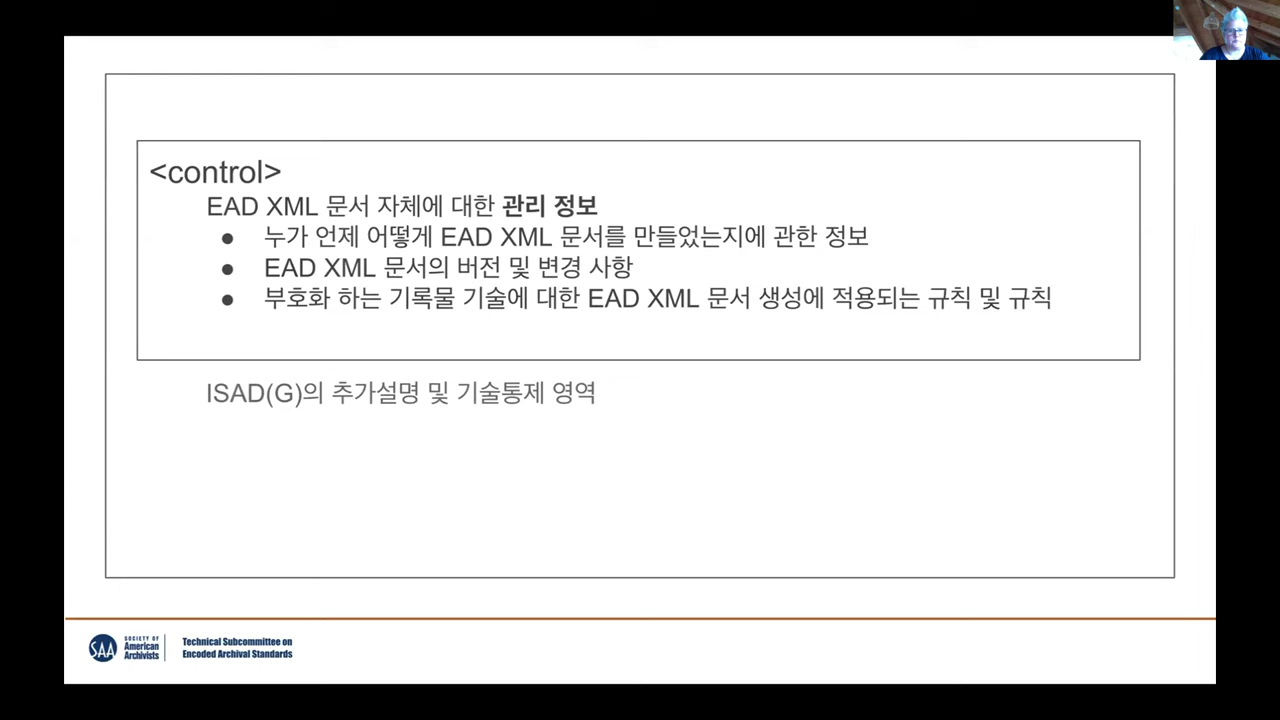 <control>
EAD XML 문서 자체에 대한 관리 정보
● 누가 언제 어떻게 EAD XML 문서를 만들었는지에 관한 정보
● EAD XML 문서의 버전 및 변경 사항
● 부호화 하는 기록물 기술에 대한 EAD XML 문서 생성에 적용되는 규칙 및 규칙
ISAD(G)의 추가설명 및 기술통제 영역
SAA
SOCIETY OF
American
Archivists
Technical Subcommittee on
Encoded Archival Standards